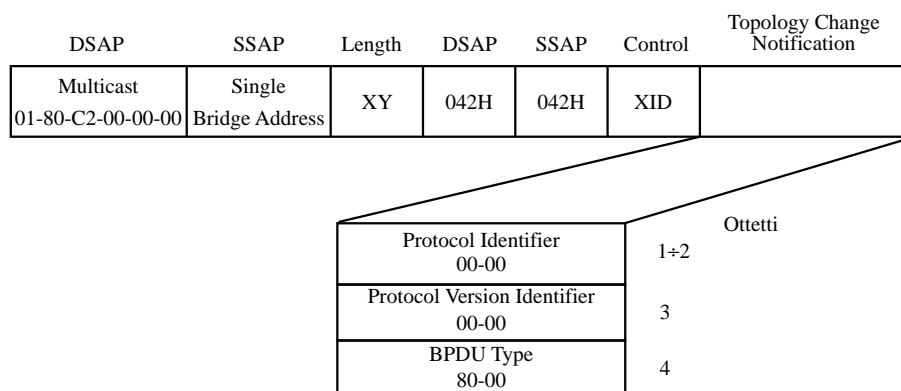 DSAP SSAP Length DSAP SSAP Control Topology Change
Notification
Multicast
01-80-C2-00-00-00
Single
Bridge Address
XY
042H
042H
XID
Ottetti
Protocol Identifier
00-00
1÷2
Protocol Version Identifier
00-00
3
BPDU Type
80-00
4